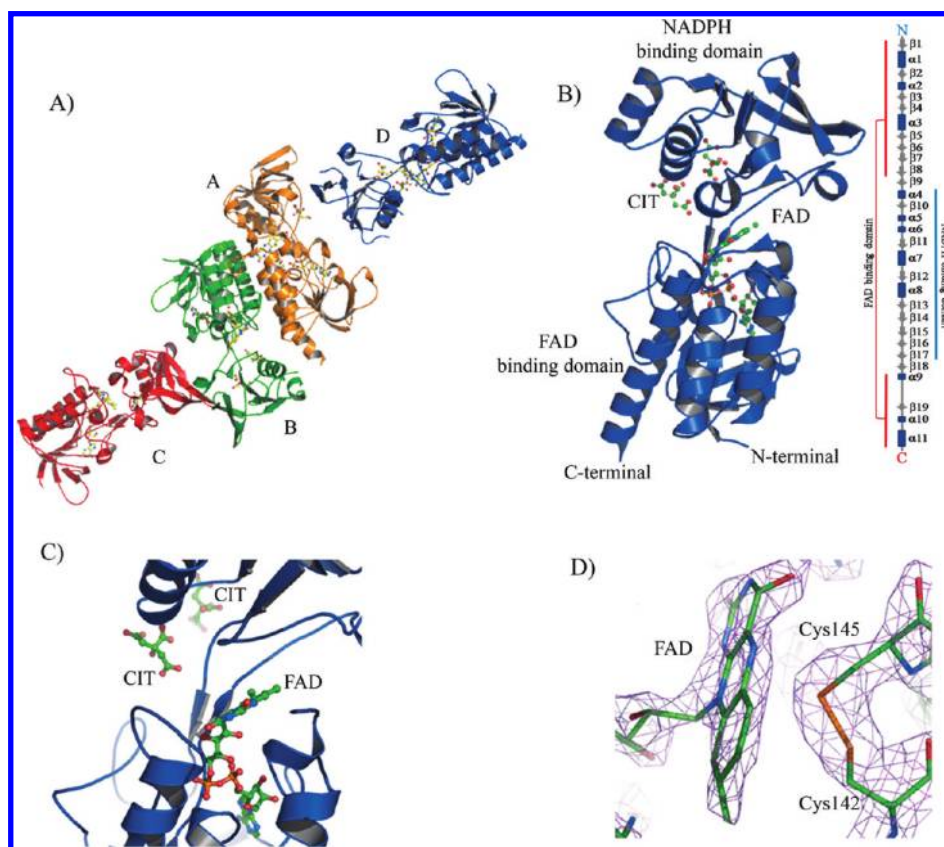 A)
A
D
B
C
B)
NADPH
binding domain
CIT
FAD
FAD
binding domain
C-terminal
N-terminal
N
β1
α1
β2
α2
β3
β4
α3
β5
β6
β7
β8
β9
α4
β10
α5
α6
β11
α7
β12
α8
β13
β14
β15
β16
β17
β18
α9
β19
α10
α11
C
FAD binding domain
C)
CIT
CIT
FAD
D)
FAD
Cys145
Cys142